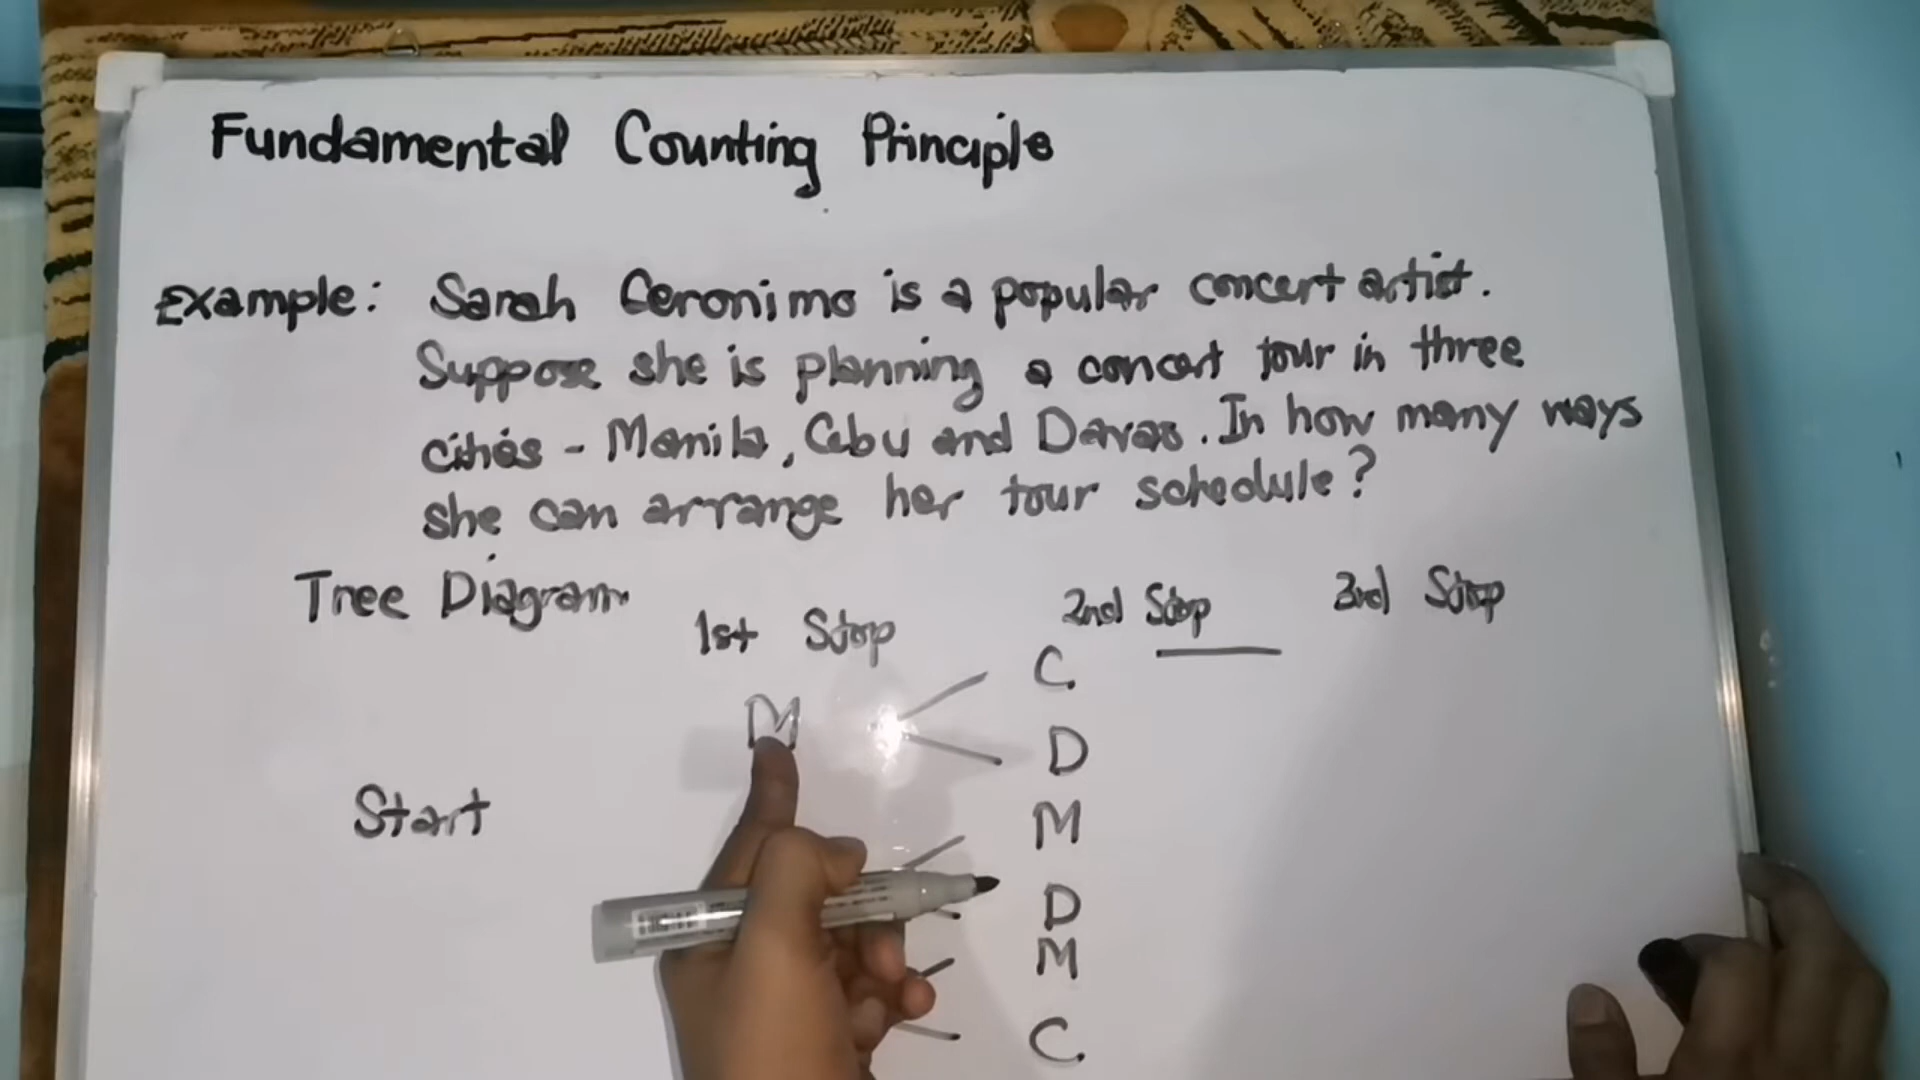 Fundamental Counting Principle
Example: Sarah Geronimo is a popular concert artist.
Suppose she is planning a concert tour in three
cities - Manila, Cebu and Davao. In how many ways
she can arrange her tour schedule?
Tree Diagram
1st Stop 2nd Stop 3rd Stop
C
M
D
Start
M
D
M
C